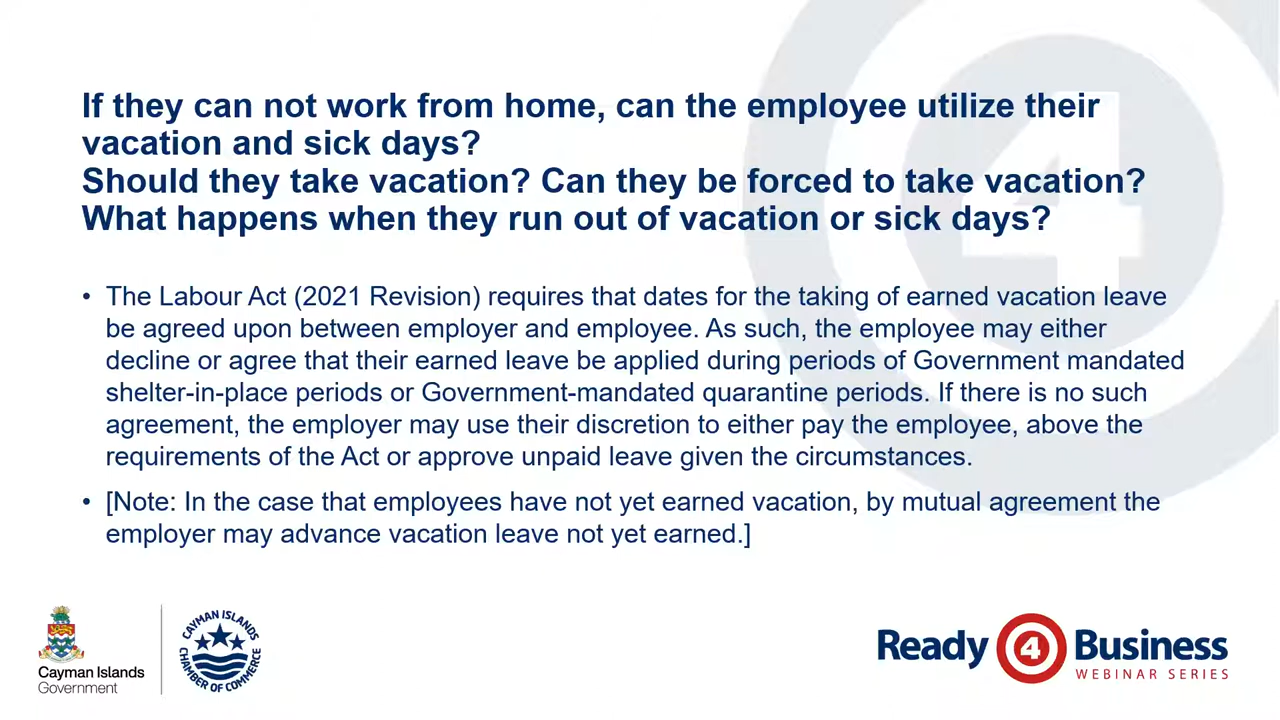 If they can not work from home, can the employee utilize their
vacation and sick days?
Should they take vacation? Can they be forced to take vacation?
What happens when they run out of vacation or sick days?
• The Labour Act (2021 Revision) requires that dates for the taking of earned vacation leave
be agreed upon between employer and employee. As such, the employee may either
decline or agree that their earned leave be applied during periods of Government mandated
shelter-in-place periods or Government-mandated quarantine periods. If there is no such
agreement, the employer may use their discretion to either pay the employee, above the
requirements of the Act or approve unpaid leave given the circumstances.
• [Note: In the case that employees have not yet earned vacation, by mutual agreement the
employer may advance vacation leave not yet earned.]
Cayman Islands
Government
CAYMAN ISLANDS
CHAMBER OF COMMERCE
Ready 4 Business
WEBINAR SERIES
4